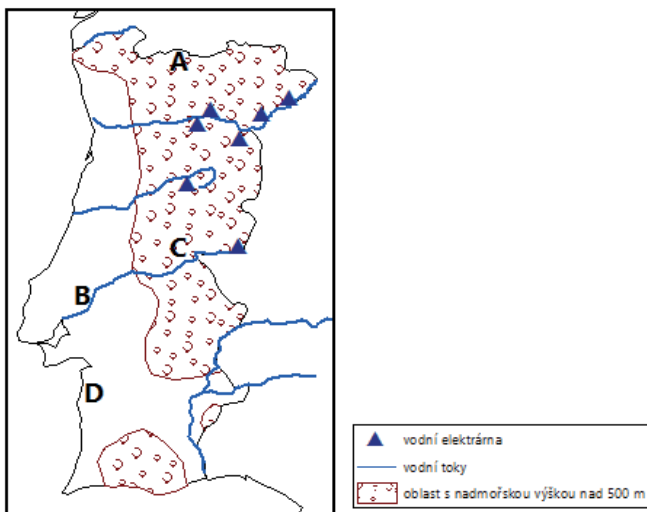 A
C
B
D
vodní elektrárna
vodní toky
oblast s nadmořskou výškou nad 500 m